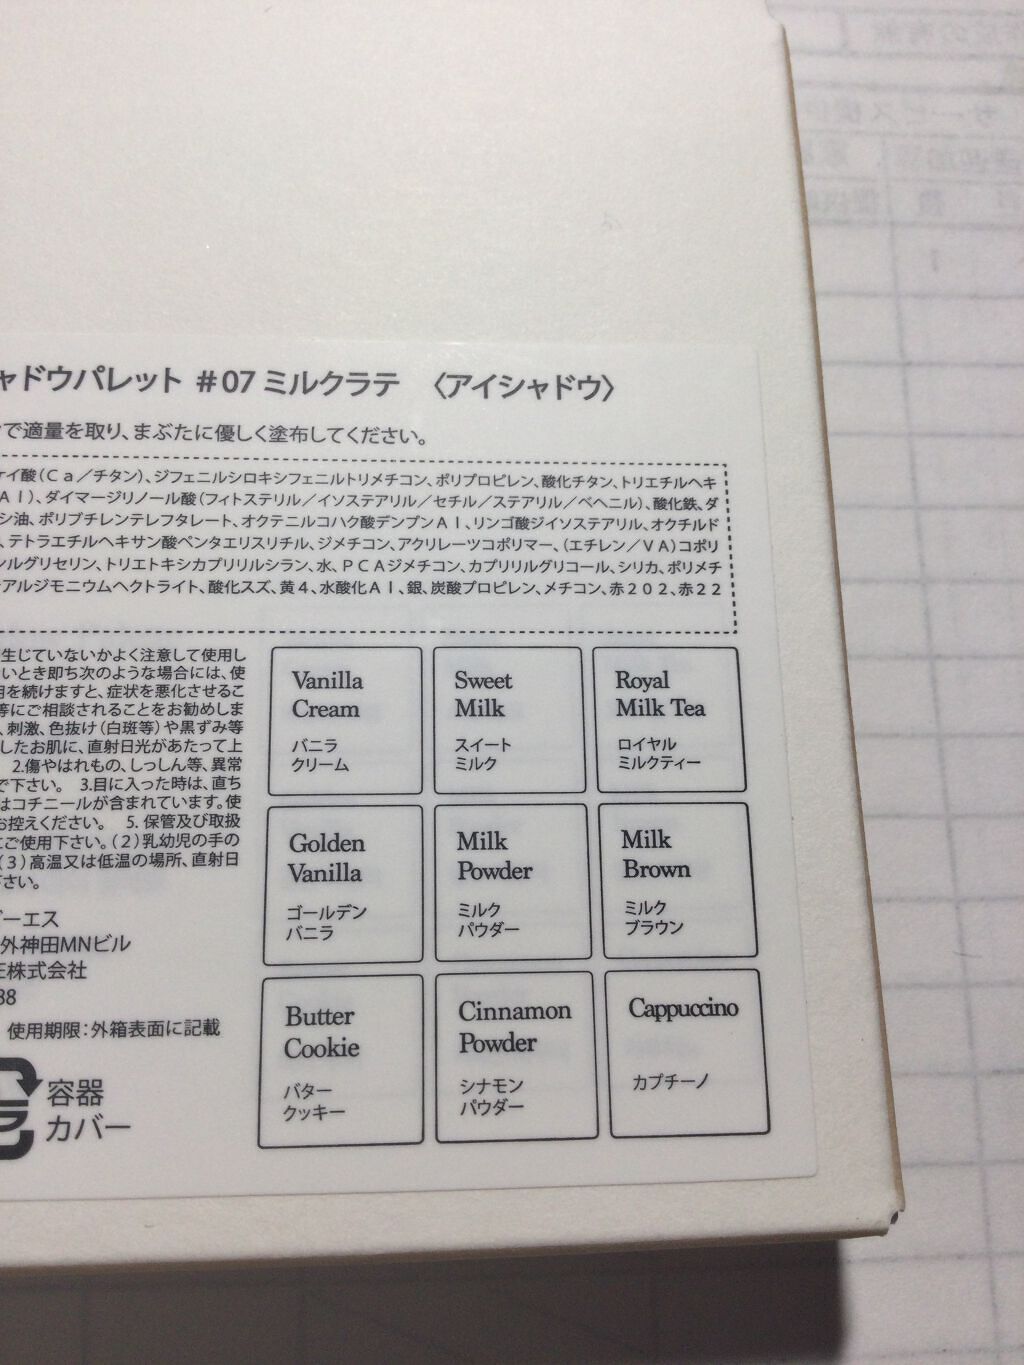 ャドウパレット #07 ミルクラテ 〈アイシャドウ〉
で適量を取り、まぶたに優しく塗布してください。
ケイ酸(Ca/チタン)、ジフェニルシロキシフェニルトリメチコン、ポリプロピレン、酸化チタン、トリエチルヘキ
Al)、ダイマージリノール酸(フィトステリル/イソステアリル/セチル/ステアリル/ベヘニル)、酸化鉄、ダ
シ油、ポリブチレンテレフタレート、オクテニルコハク酸デンプンAl、リンゴ酸ジイソステアリル、オクチルド
、テトラエチルヘキサン酸ペンタエリスリチル、ジメチコン、アクリレーツコポリマー、(エチレン/VA)コポリ
シルグリセリン、トリエトキシカプリリルシラン、水、PCAジメチコン、カプリリルグリコール、シリカ、ポリメチ
アルジモニウムヘクトライト、酸化スズ、黄4、水酸化Al、銀、炭酸プロピレン、メチコン、赤202、赤22
生じていないかよく注意して使用し
いとき即ち次のような場合には、使
用を続けますと、症状を悪化させるこ
等にご相談されることをお勧めしま
、刺激、色抜け(白斑等)や黒ずみ等
したお肌に、直射日光があたって上
2.傷やはれもの、しっしん等、異常
で下さい。 3.目に入った時は、直ち
はコチニールが含まれています。使
お控えください。 5. 保管及び取扱
にご使用下さい。(2)乳幼児の手の
(3)高温又は低温の場所、直射日
下さい。
ビーエス
外神田MNビル
E株式会社
88
使用期限:外箱表面に記載
容器
カバー
Vanilla
Cream
バニラ
クリーム
Sweet
Milk
スイート
ミルク
Royal
Milk Tea
ロイヤル
ミルクティー
Golden
Vanilla
ゴールデン
バニラ
Milk
Powder
ミルク
パウダー
Milk
Brown
ミルク
ブラウン
Butter
Cookie
バター
クッキー
Cinnamon
Powder
シナモン
パウダー
Cappuccino
カプチーノ